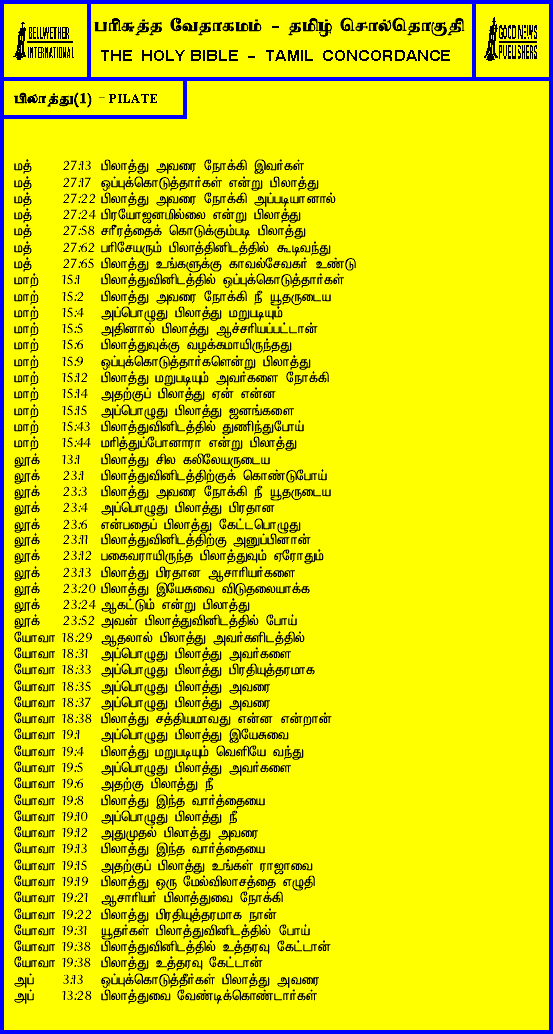 BELLWETHER
INTERNATIONAL
பரிசுத்த வேதாகமம் - தமிழ் சொல்தொகுதி
THE HOLY BIBLE - TAMIL CONCORDANCE
GOOD NEWS
PUBLISHERS
பிலாத்து(1) - PILATE
மத் 27:13 பிலாத்து அவரை நோக்கி இவர்கள்
மத் 27:17 ஒப்புக்கொடுத்தார்கள் என்று பிலாத்து
மத் 27:22 பிலாத்து அவரை நோக்கி அப்படியானால்
மத் 27:24 பிரயோஜனமில்லை என்று பிலாத்து
மத் 27:58 சரீரத்தைக் கொடுக்கும்படி பிலாத்து
மத் 27:62 பரிசேயரும் பிலாத்தினிடத்தில் கூடிவந்து
மத் 27:65 பிலாத்து உங்களுக்கு காவல்சேவகர் உண்டு
மாற் 15:1 பிலாத்துவினிடத்தில் ஒப்புக்கொடுத்தார்கள்
மாற் 15:2 பிலாத்து அவரை நோக்கி நீ யூதருடைய
மாற் 15:4 அப்பொழுது பிலாத்து மறுபடியும்
மாற் 15:5 அதினால் பிலாத்து ஆச்சரியப்பட்டான்
மாற் 15:6 பிலாத்துவுக்கு வழக்கமாயிருந்தது
மாற் 15:9 ஒப்புக்கொடுத்தார்களென்று பிலாத்து
மாற் 15:12 பிலாத்து மறுபடியும் அவர்களை நோக்கி
மாற் 15:14 அதற்குப் பிலாத்து ஏன் என்ன
மாற் 15:15 அப்பொழுது பிலாத்து ஜனங்களை
மாற் 15:43 பிலாத்துவினிடத்தில் துணிந்துபோய்
மாற் 15:44 மரித்துப்போனாரா என்று பிலாத்து
லூக் 13:1 பிலாத்து சில கலிலேயருடைய
லூக் 23:1 பிலாத்துவினிடத்திற்குக் கொண்டுபோய்
லூக் 23:3 பிலாத்து அவரை நோக்கி நீ யூதருடைய
லூக் 23:4 அப்பொழுது பிலாத்து பிரதான
லூக் 23:6 என்பதைப் பிலாத்து கேட்டபொழுது
லூக் 23:11 பிலாத்துவினிடத்திற்கு அனுப்பினான்
லூக் 23:12 பகைவராயிருந்த பிலாத்துவும் ஏரோதும்
லூக் 23:13 பிலாத்து பிரதான ஆசாரியர்களை
லூக் 23:20 பிலாத்து இயேசுவை விடுதலையாக்க
லூக் 23:24 ஆகட்டும் என்று பிலாத்து
லூக் 23:52 அவன் பிலாத்துவினிடத்தில் போய்
யோவா 18:29 ஆதலால் பிலாத்து அவர்களிடத்தில்
யோவா 18:31 அப்பொழுது பிலாத்து அவர்களை
யோவா 18:33 அப்பொழுது பிலாத்து பிரதியுத்தரமாக
யோவா 18:35 அப்பொழுது பிலாத்து அவரை
யோவா 18:37 அப்பொழுது பிலாத்து அவரை
யோவா 18:38 பிலாத்து சத்தியமாவது என்ன என்றான்
யோவா 19:1 அப்பொழுது பிலாத்து இயேசுவை
யோவா 19:4 பிலாத்து மறுபடியும் வெளியே வந்து
யோவா 19:5 அப்பொழுது பிலாத்து அவர்களை
யோவா 19:6 அதற்கு பிலாத்து நீ
யோவா 19:8 பிலாத்து இந்த வார்த்தையை
யோவா 19:10 அப்பொழுது பிலாத்து நீ
யோவா 19:12 அதுமுதல் பிலாத்து அவரை
யோவா 19:13 பிலாத்து இந்த வார்த்தையை
யோவா 19:15 அதற்குப் பிலாத்து உங்கள் ராஜாவை
யோவா 19:19 பிலாத்து ஒரு மேல்விலாசத்தை எழுதி
யோவா 19:21 ஆசாரியர் பிலாத்துவை நோக்கி
யோவா 19:22 பிலாத்து பிரதியுத்தரமாக நான்
யோவா 19:31 யூதர்கள் பிலாத்துவினிடத்தில் போய்
யோவா 19:38 பிலாத்துவினிடத்தில் உத்தரவு கேட்டான்
யோவா 19:38 பிலாத்து உத்தரவு கேட்டான்
அப் 3:13 ஒப்புக்கொடுத்தீர்கள் பிலாத்து அவரை
அப் 13:28 பிலாத்துவை வேண்டிக்கொண்டார்கள்